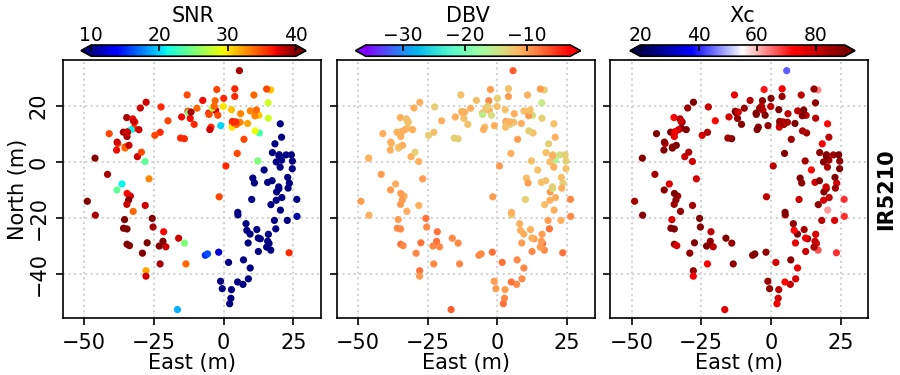 SNR DBV Xc
10 20 30 40 −30 −20 −10 20 40 60 80
20
0
−20
−40
North (m)
−50 −25 0 25 −50 −25 0 25 −50 −25 0 25
East (m) East (m) East (m)
IR5210